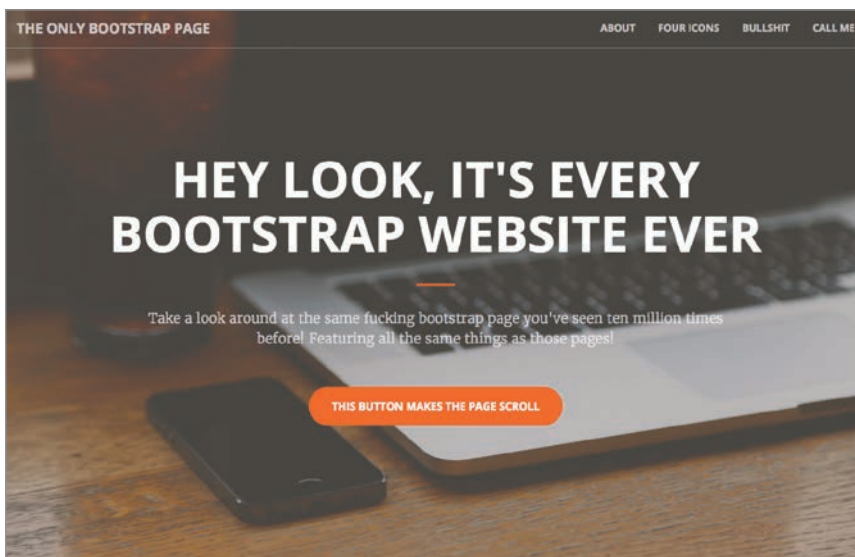 THE ONLY BOOTSTRAP PAGE
ABOUT FOUR ICONS BULLSHIT CALL ME
HEY LOOK, IT'S EVERY
BOOTSTRAP WEBSITE EVER
Take a look around at the same fucking bootstrap page you've seen ten million times
before! Featuring all the same things as those pages!
THIS BUTTON MAKES THE PAGE SCROLL